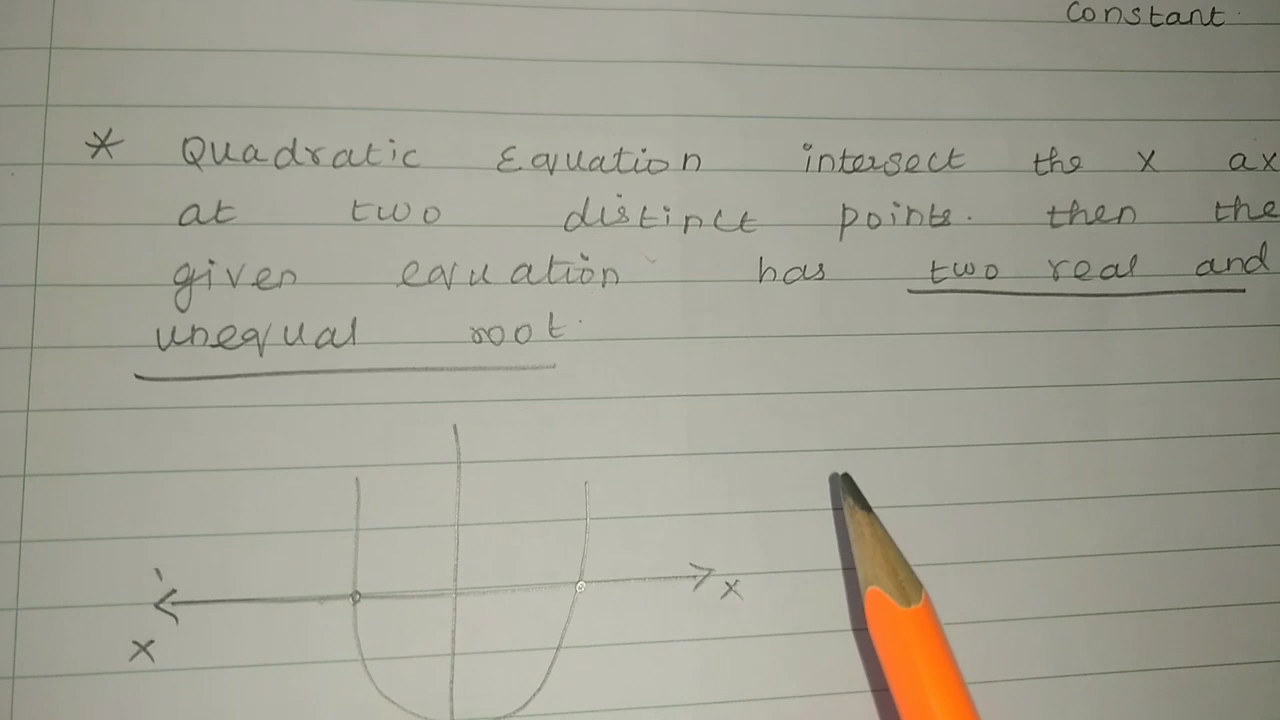 constant.
* Quadratic Equation intersect the x ax
at two distinct points. then the
given equation has two real and
unequal root.
x
x